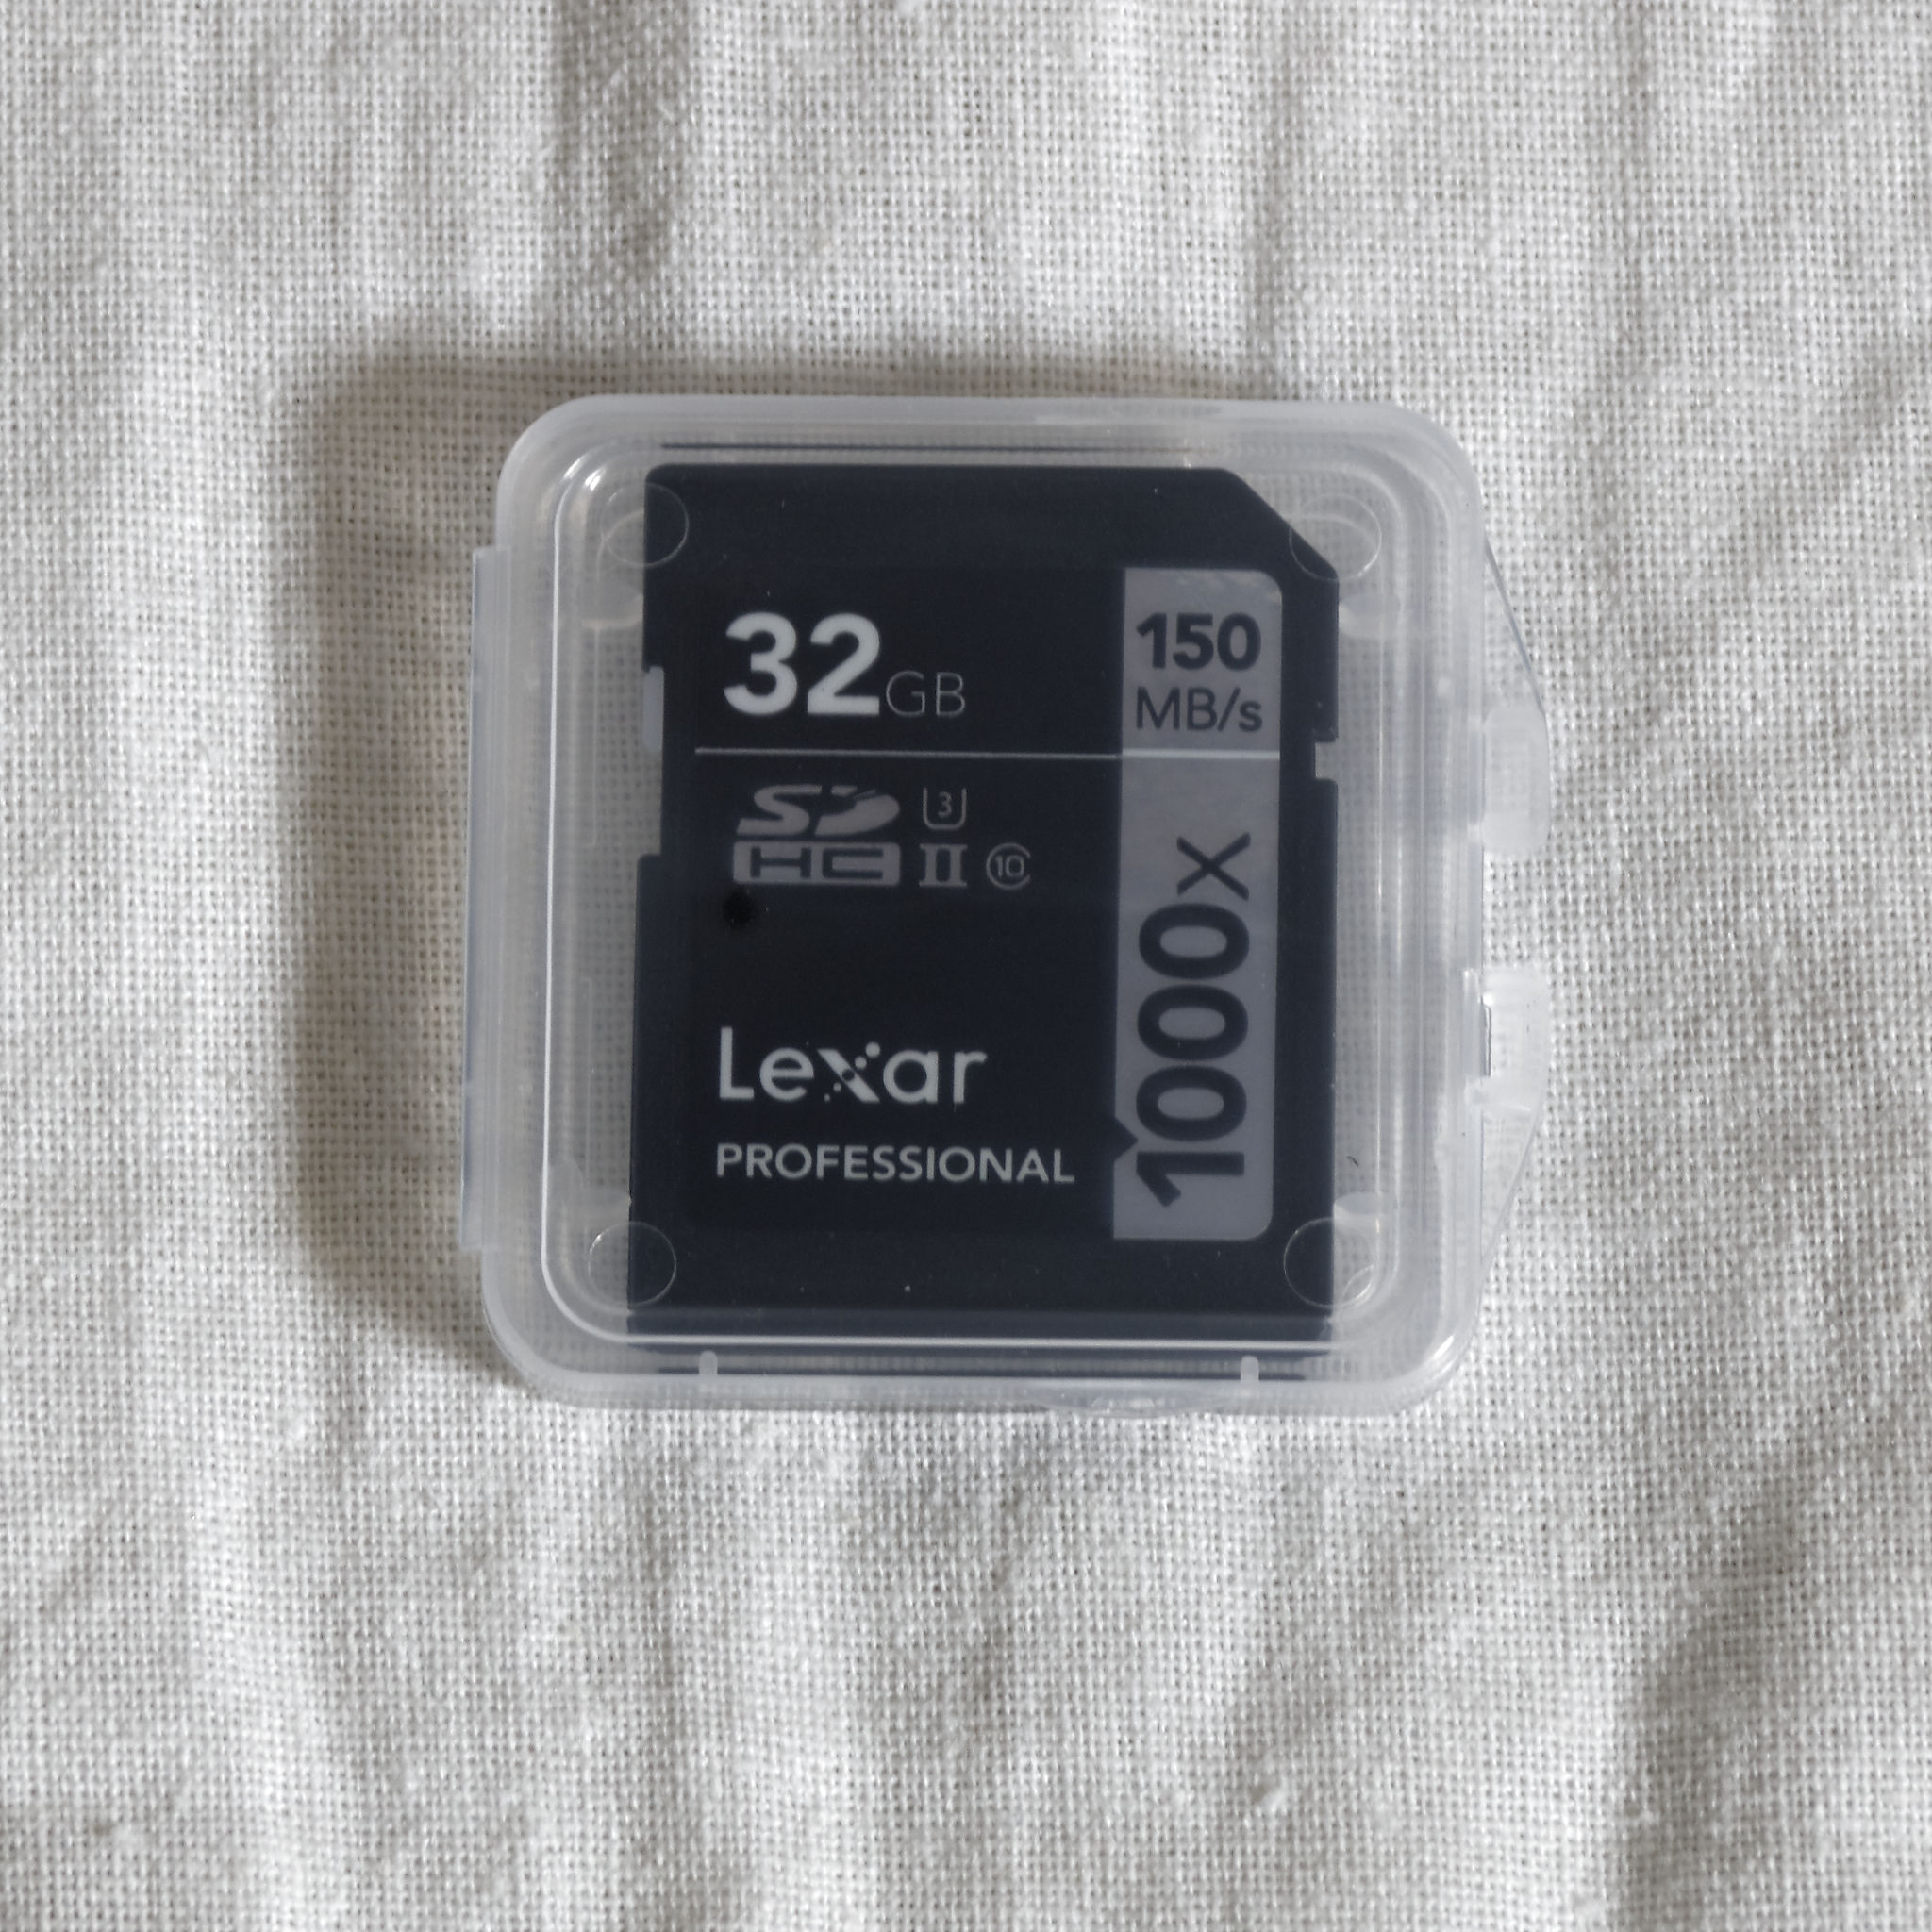 32GB
150
MB/s
SD
HC
3
II
10
1000x
Lexar
PROFESSIONAL